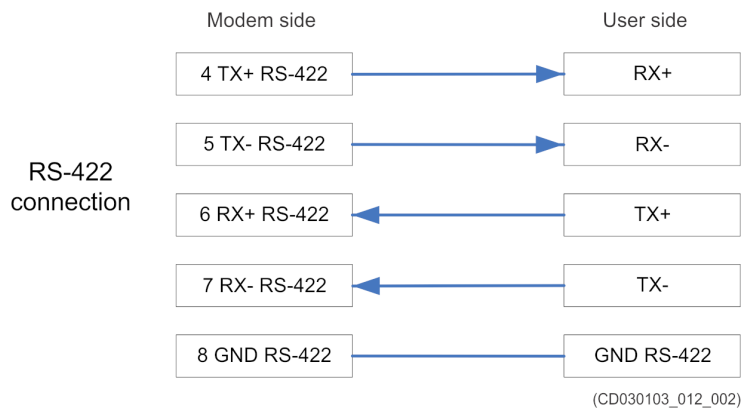 Modem side
User side
4 TX+ RS-422
RX+
5 TX- RS-422
RX-
RS-422
connection
6 RX+ RS-422
TX+
7 RX- RS-422
TX-
8 GND RS-422
GND RS-422
(CD030103_012_002)